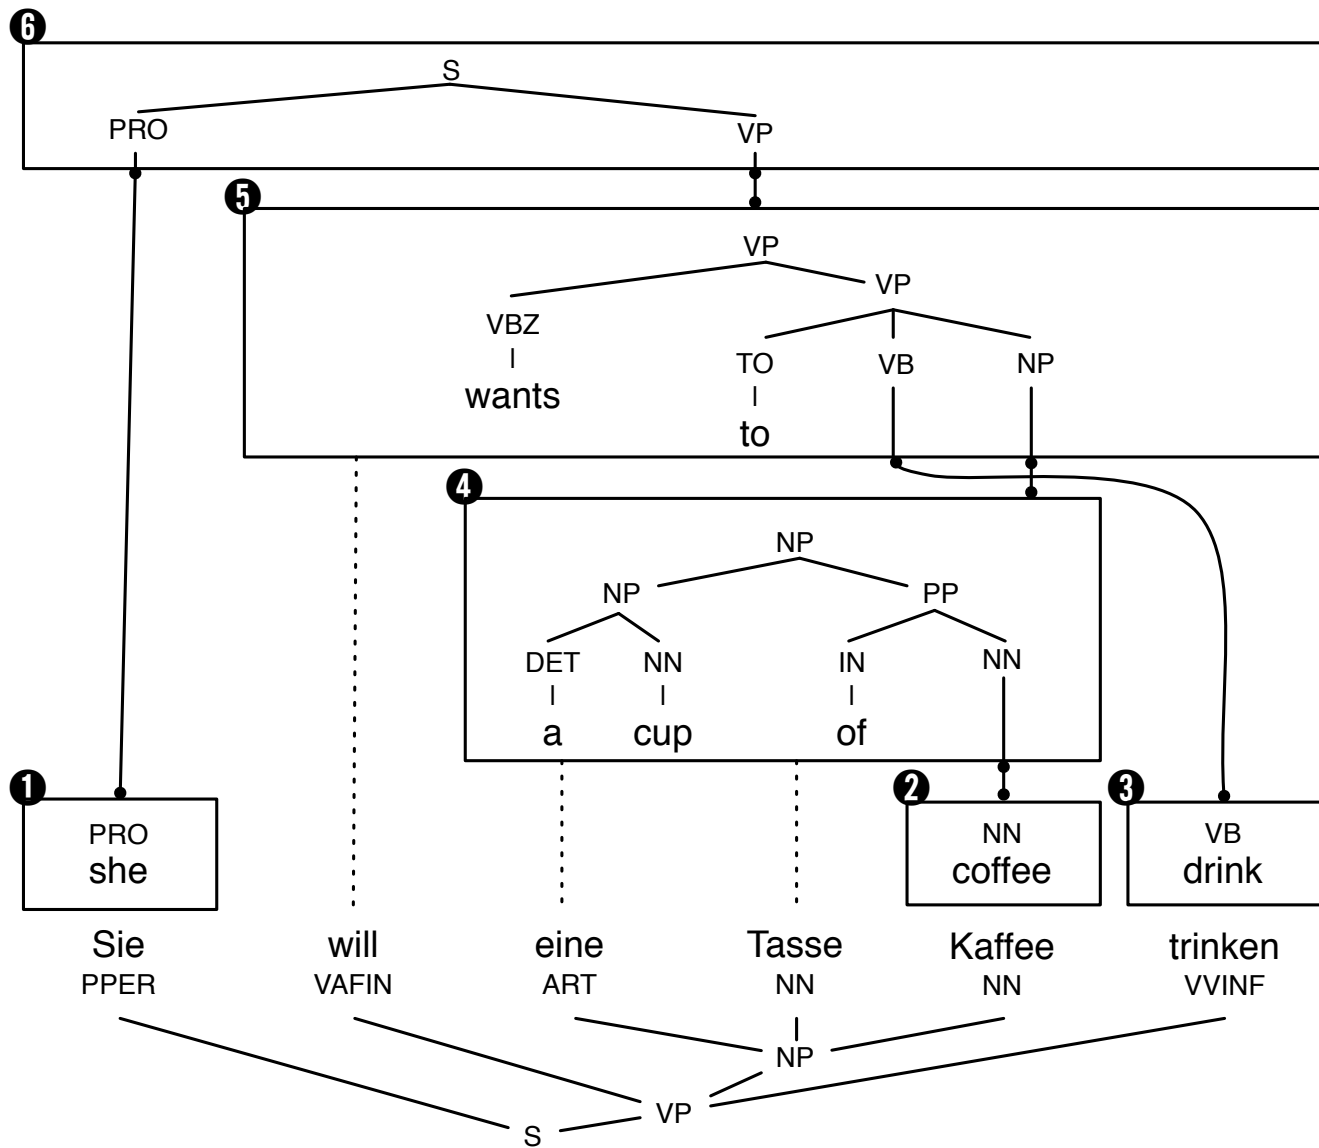 6
S
PRO VP
5
VP
VP
VBZ
TO VB NP
wants
to
4
NP
NP PP
DET NN IN NN
a cup of
1 2 3
PRO NN VB
she coffee drink
Sie will eine Tasse Kaffee trinken
PPER VAFIN ART NN NN VVINF
NP
VP
S